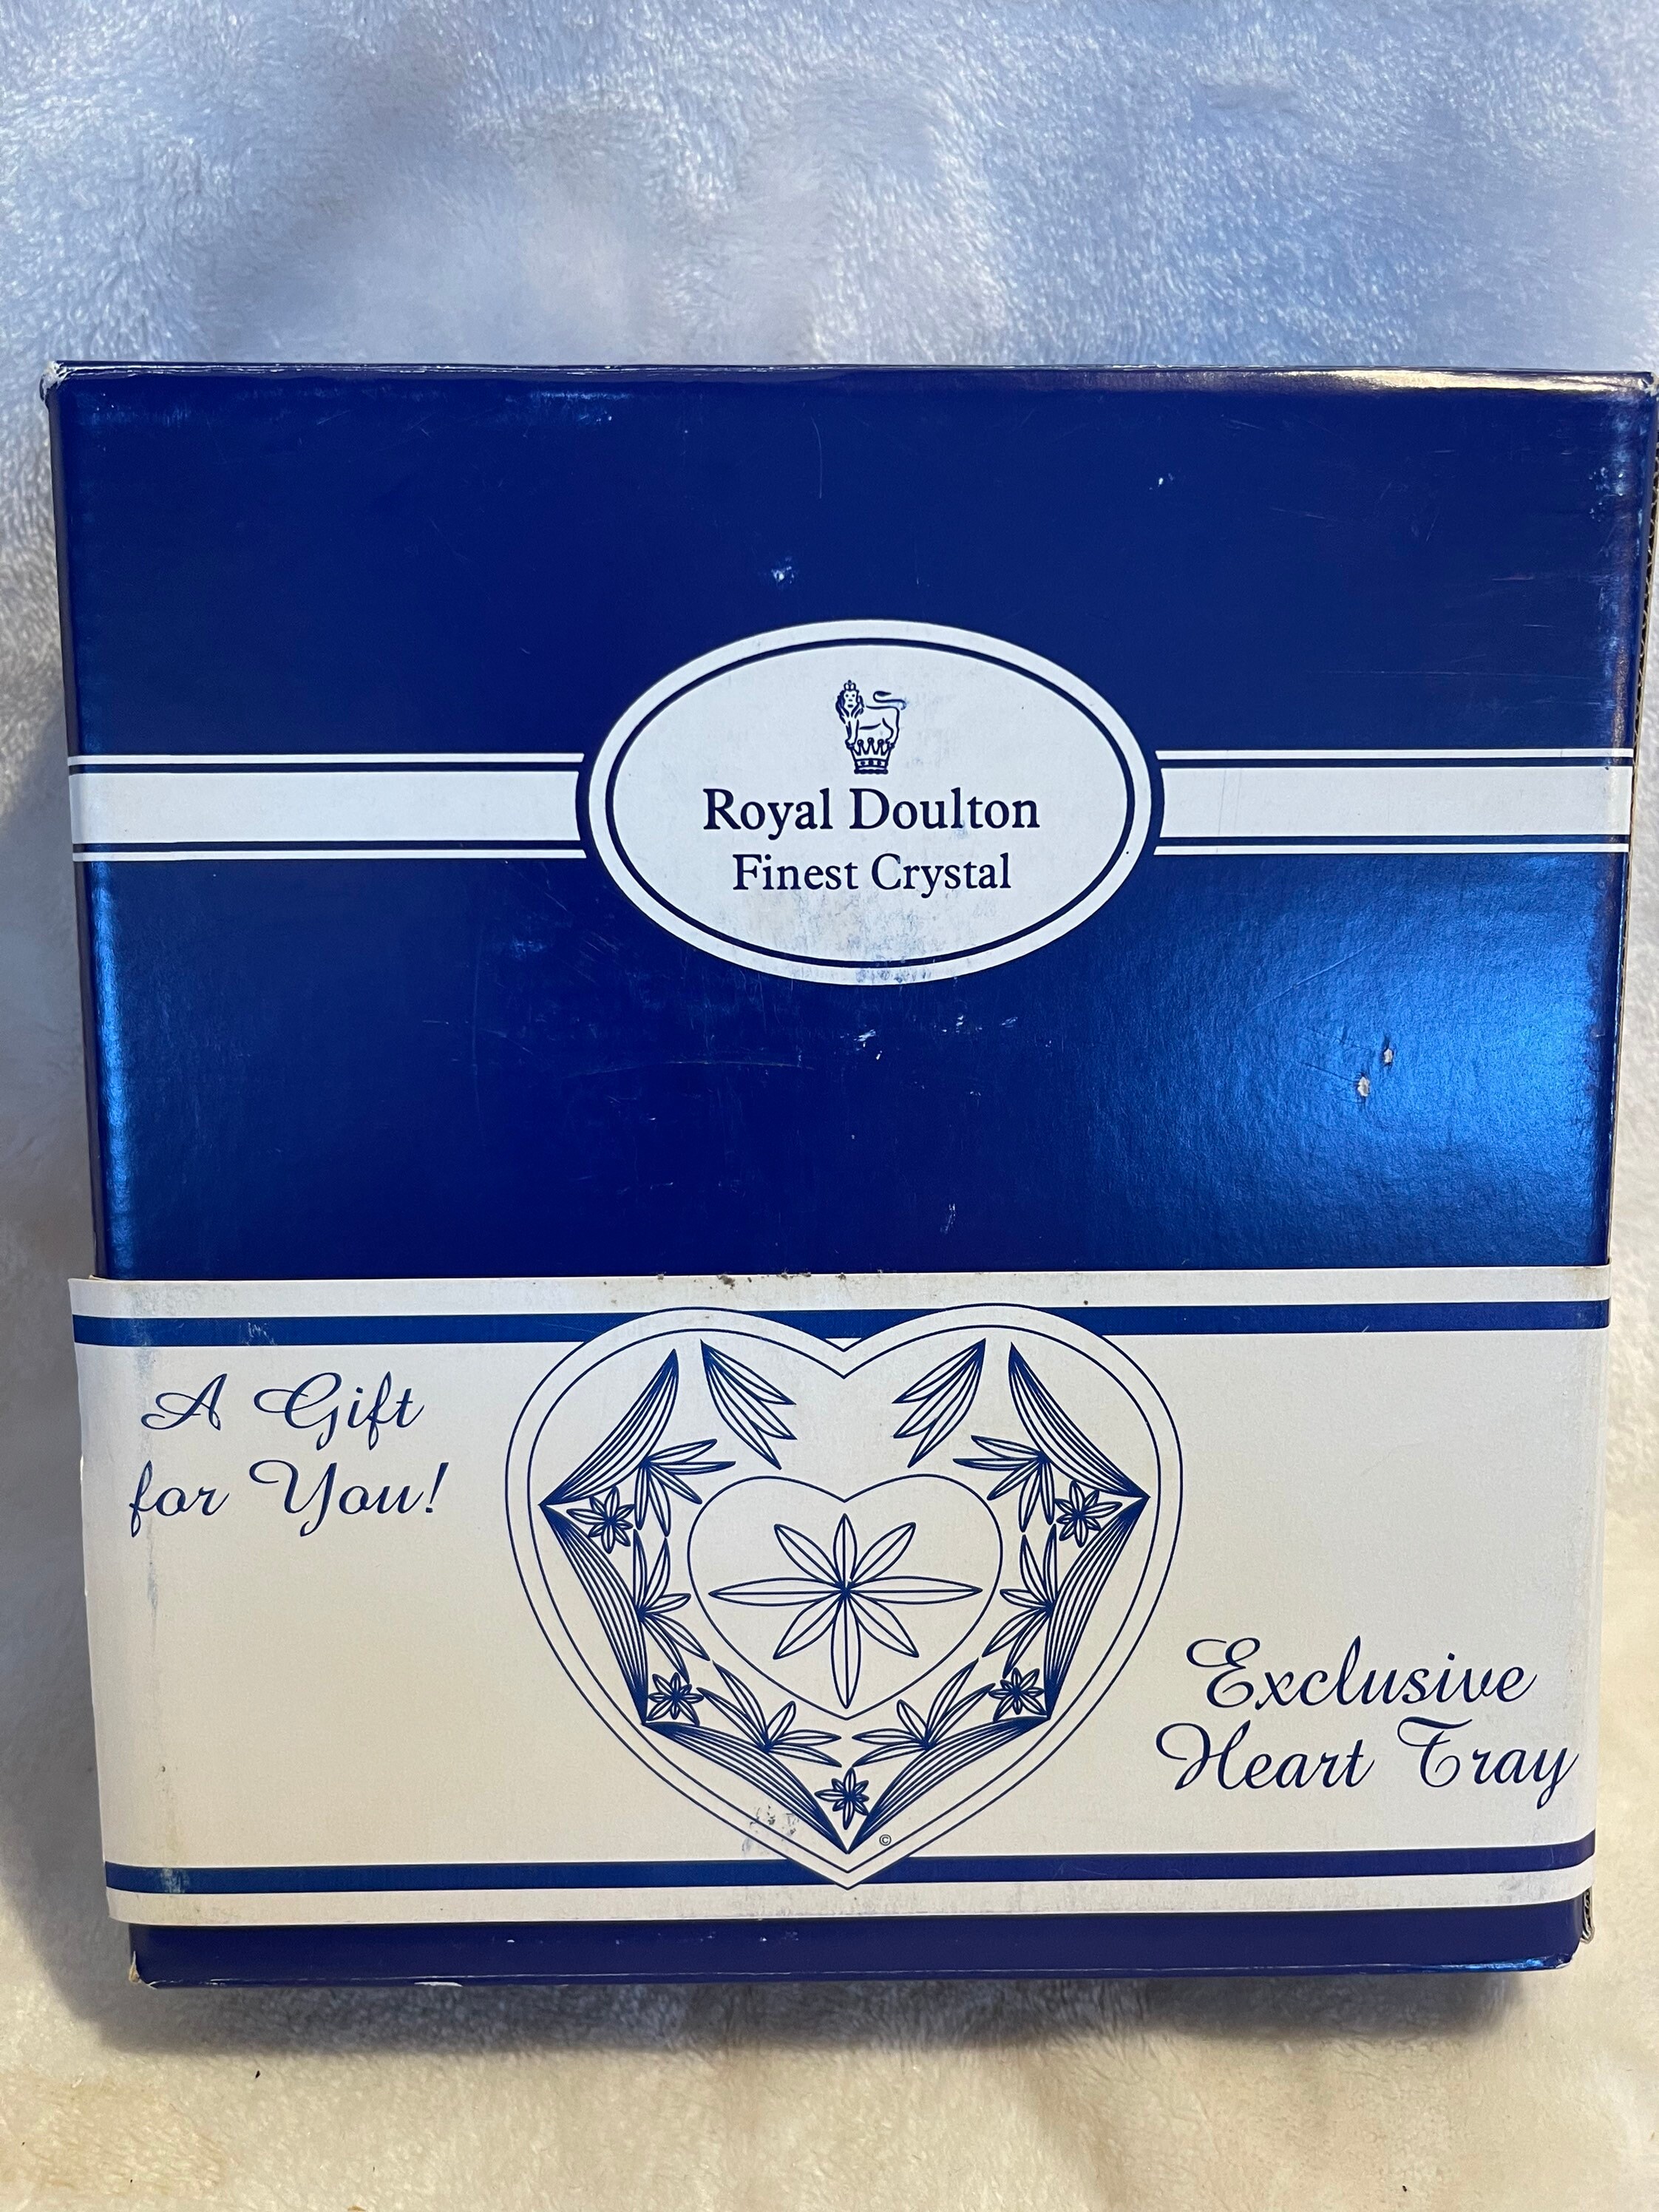 Royal Doulton
Finest Crystal
A Gift
for You!
Exclusive
Heart Tray
©